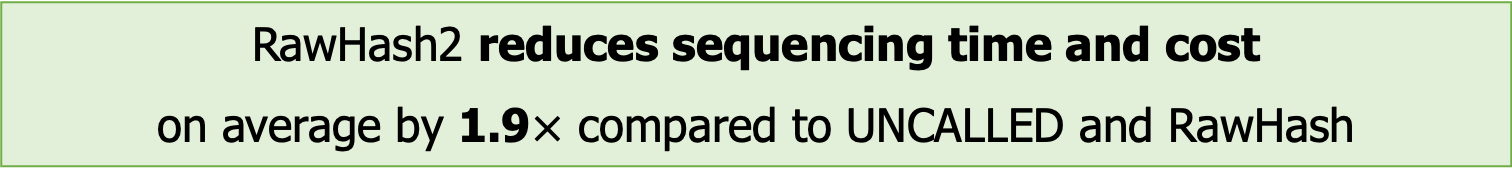 RawHash2 reduces sequencing time and cost
on average by 1.9× compared to UNCALLED and RawHash